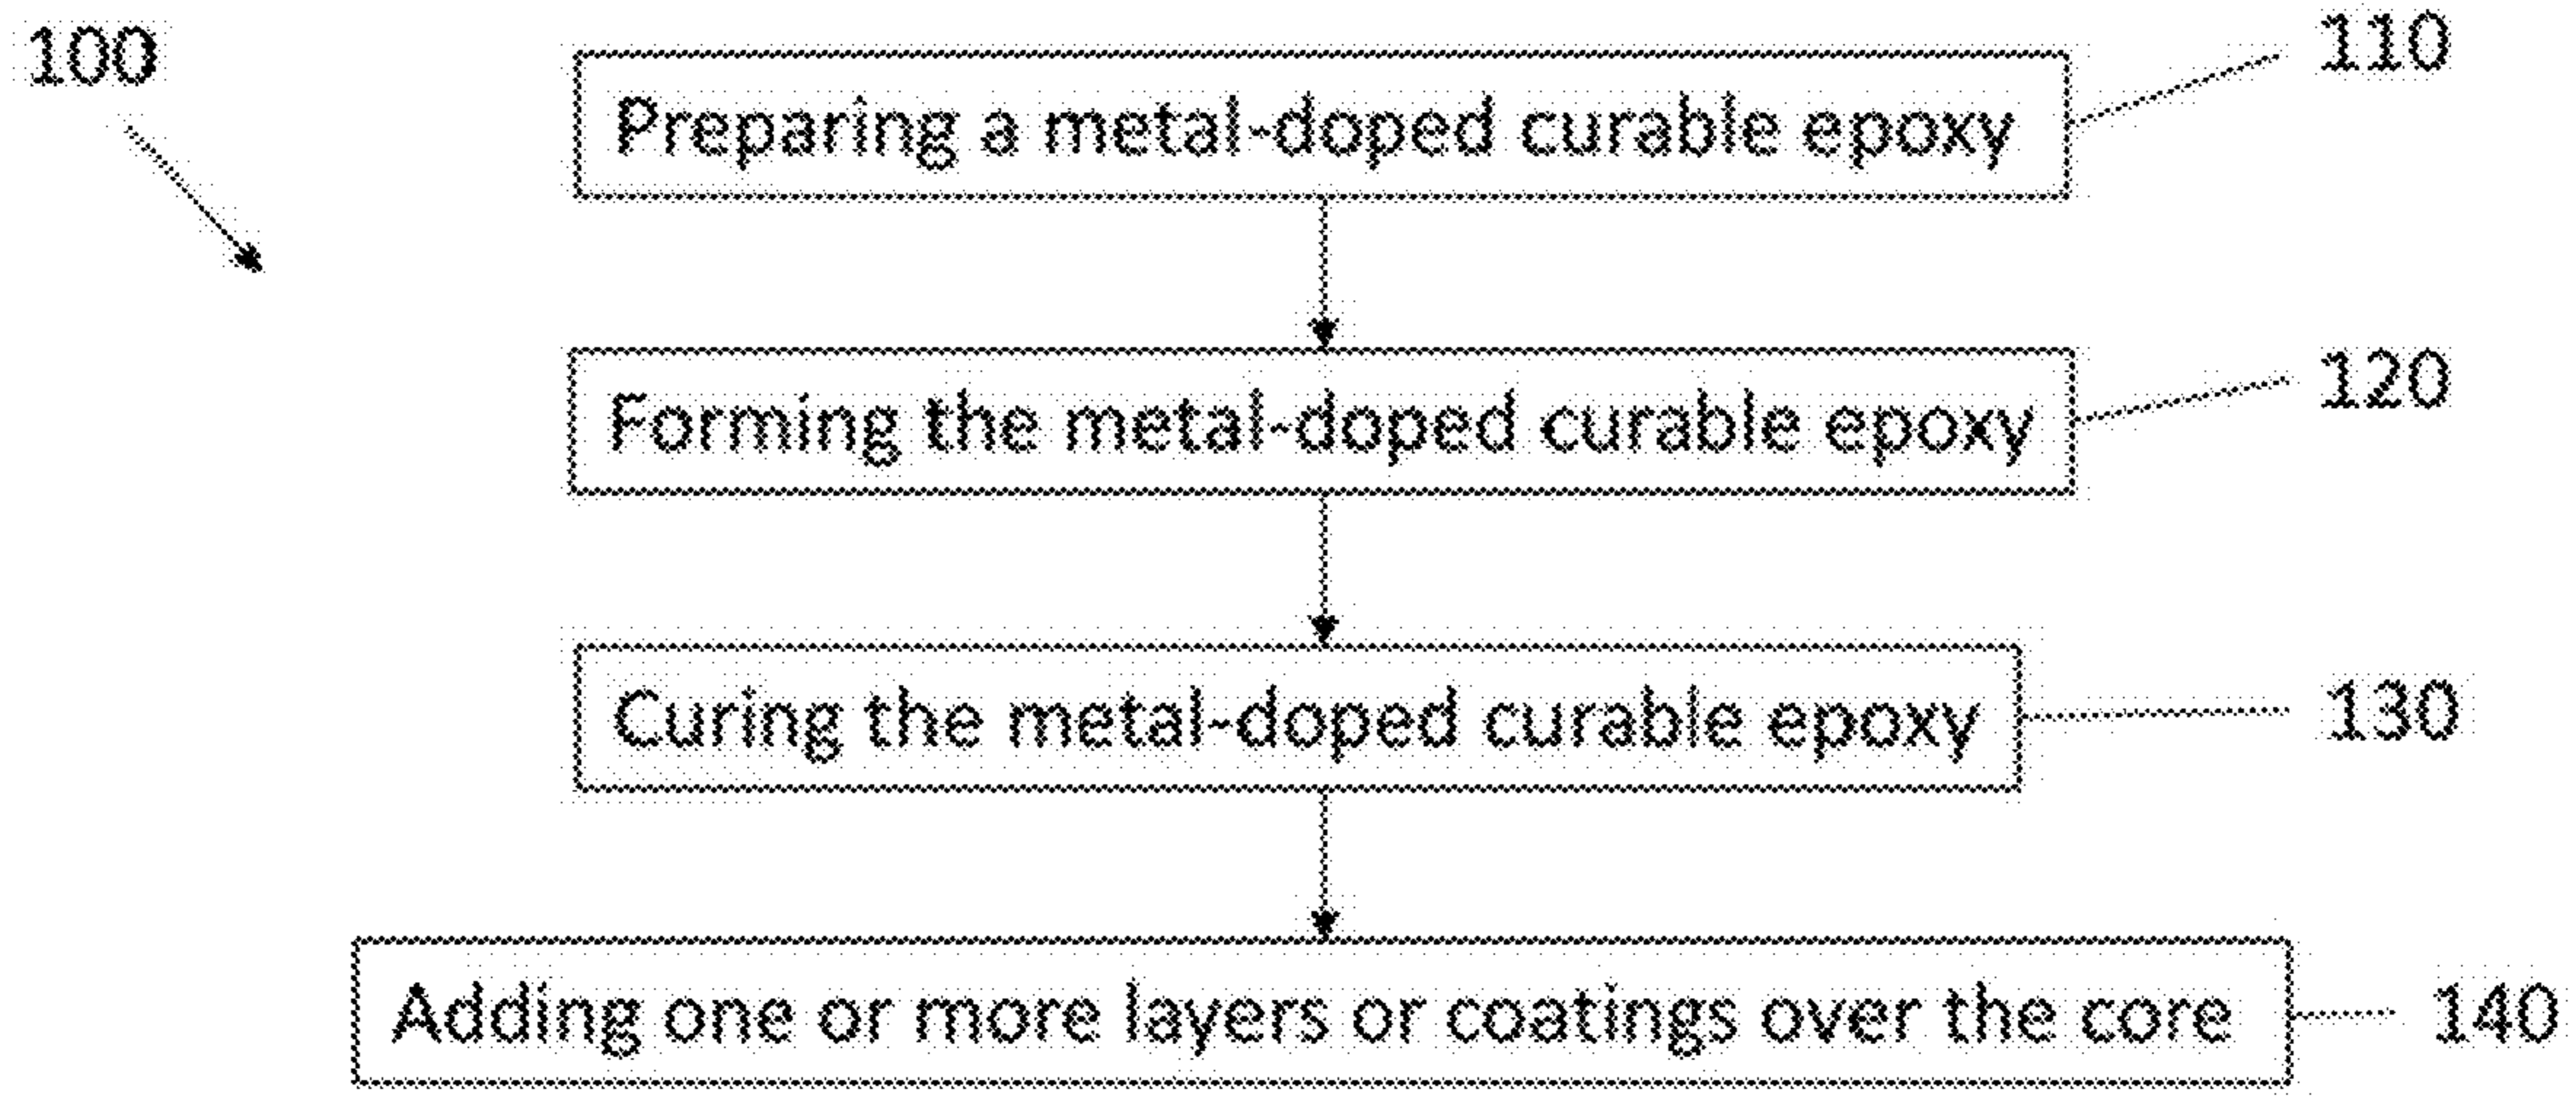 100
110
Preparing a metal-doped curable epoxy
120
Forming the metal-doped curable epoxy
130
Curing the metal-doped curable epoxy
Adding one or more layers or coatings over the core
140